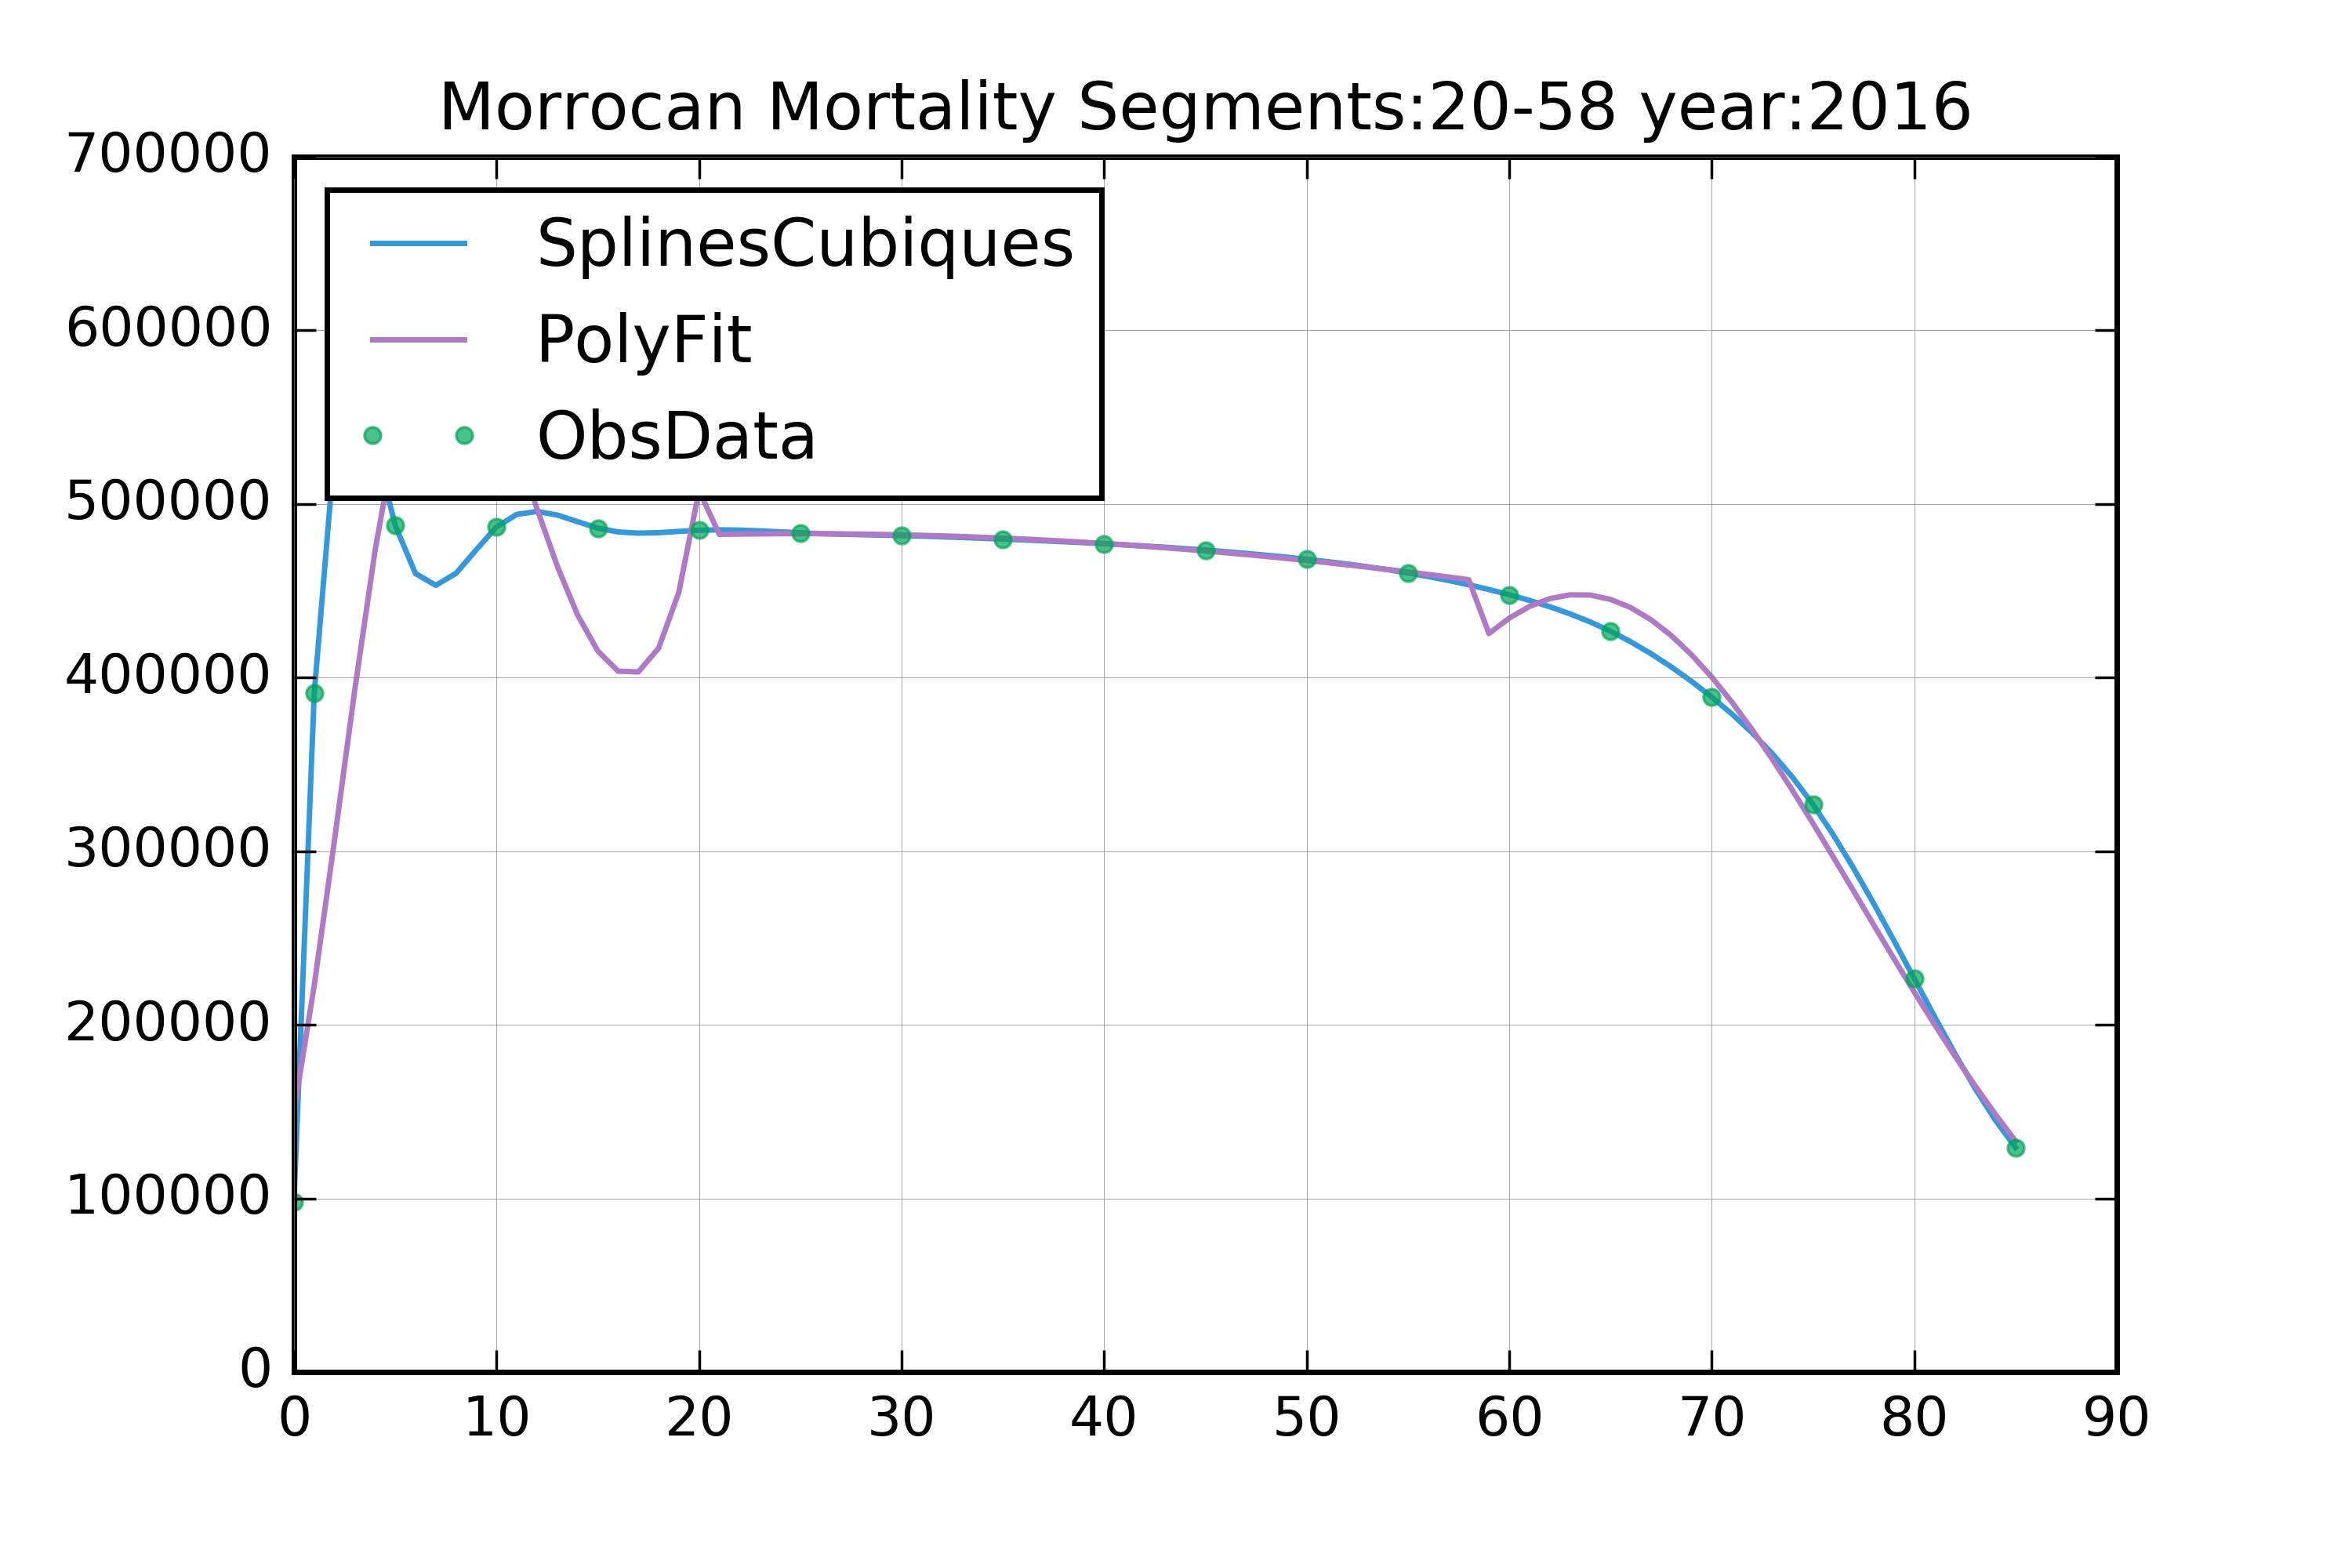 Morrocan Mortality Segments:20-58 year:2016
700000
600000
500000
400000
300000
200000
100000
0
SplinesCubiques
PolyFit
ObsData
0 10 20 30 40 50 60 70 80 90